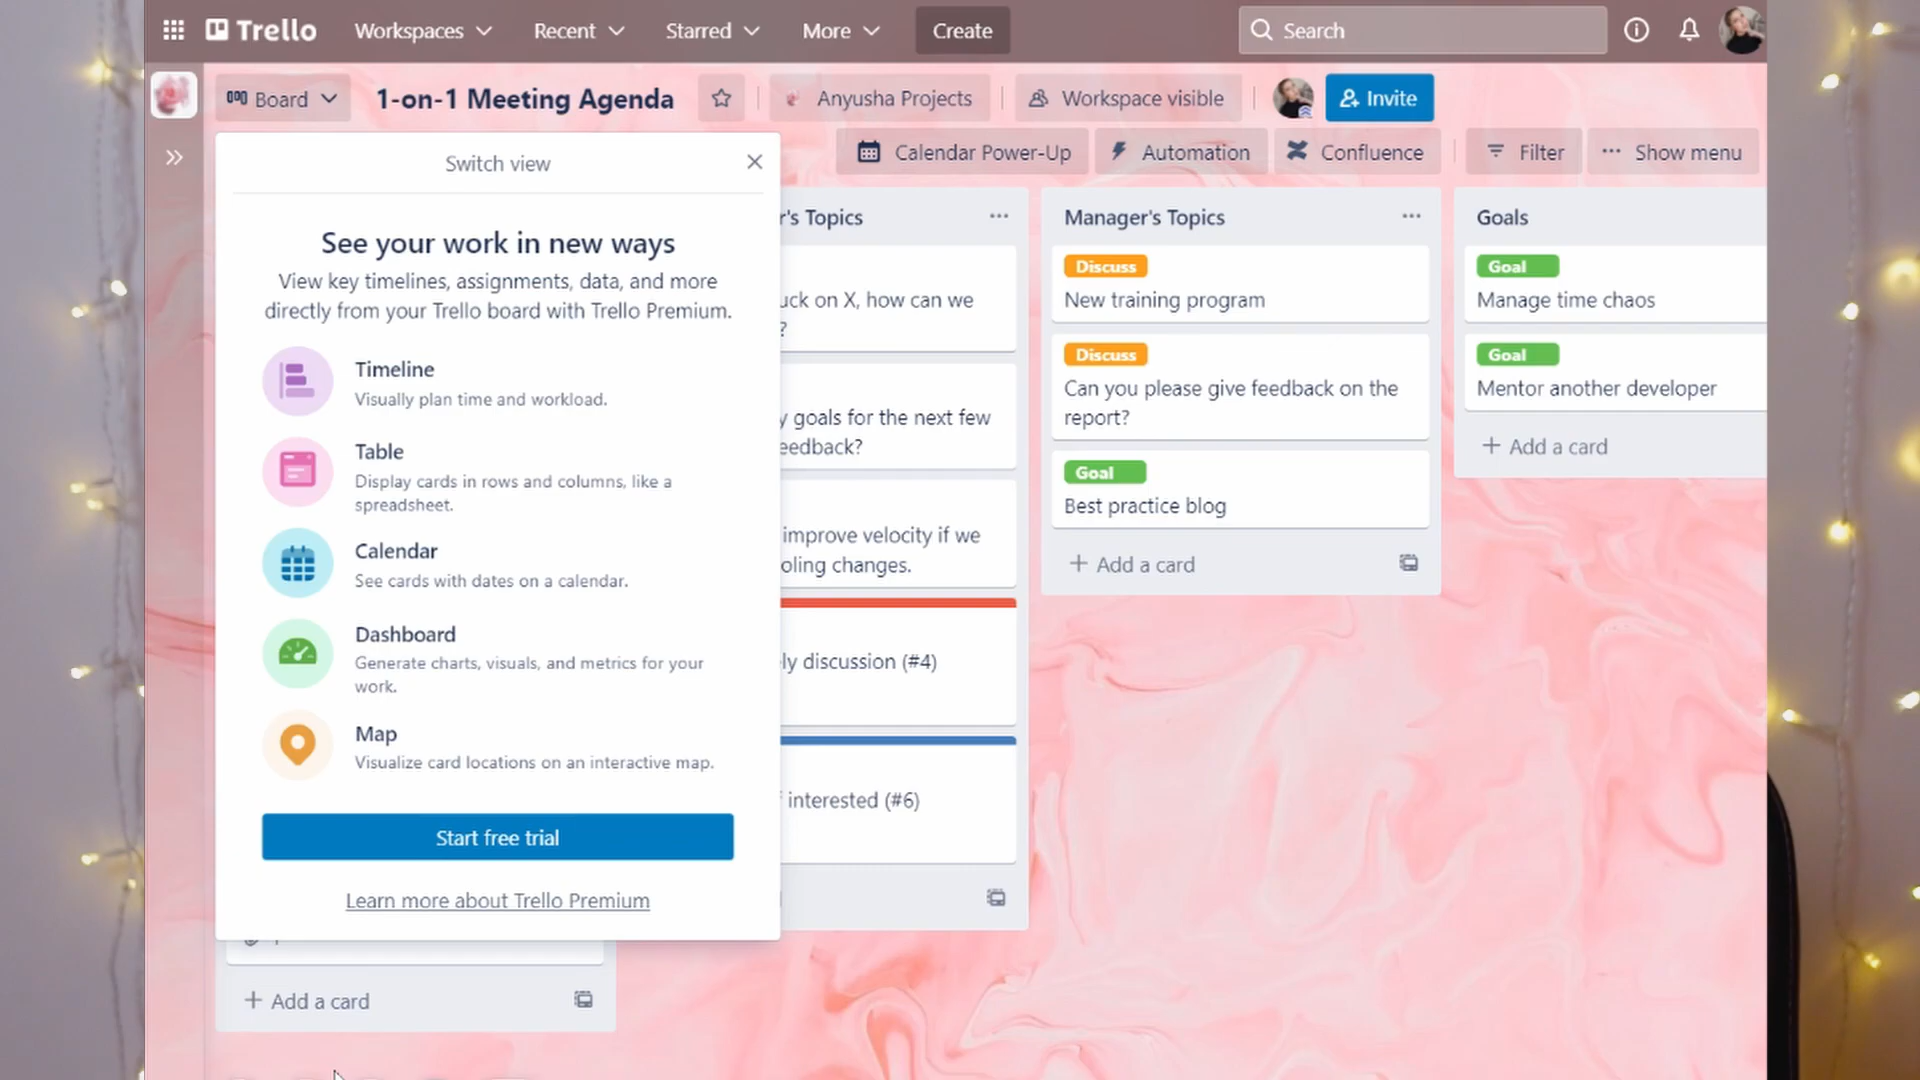 Trello
Workspaces
Recent
Starred
More
Create
Search
Board
1-on-1 Meeting Agenda
Anyusha Projects
Workspace visible
Invite
Calendar Power-Up
Automation
Confluence
Filter
Show menu
Switch view
See your work in new ways
View key timelines, assignments, data, and more
directly from your Trello board with Trello Premium.
Timeline
Visually plan time and workload.
Table
Display cards in rows and columns, like a
spreadsheet.
Calendar
See cards with dates on a calendar.
Dashboard
Generate charts, visuals, and metrics for your
work.
Map
Visualize card locations on an interactive map.
Start free trial
Learn more about Trello Premium
Add a card
r's Topics
uck on X, how can we
?
y goals for the next few
eedback?
improve velocity if we
oling changes.
ly discussion (#4)
interested (#6)
Manager's Topics
Discuss
New training program
Discuss
Can you please give feedback on the
report?
Goal
Best practice blog
Add a card
Goals
Goal
Manage time chaos
Goal
Mentor another developer
Add a card